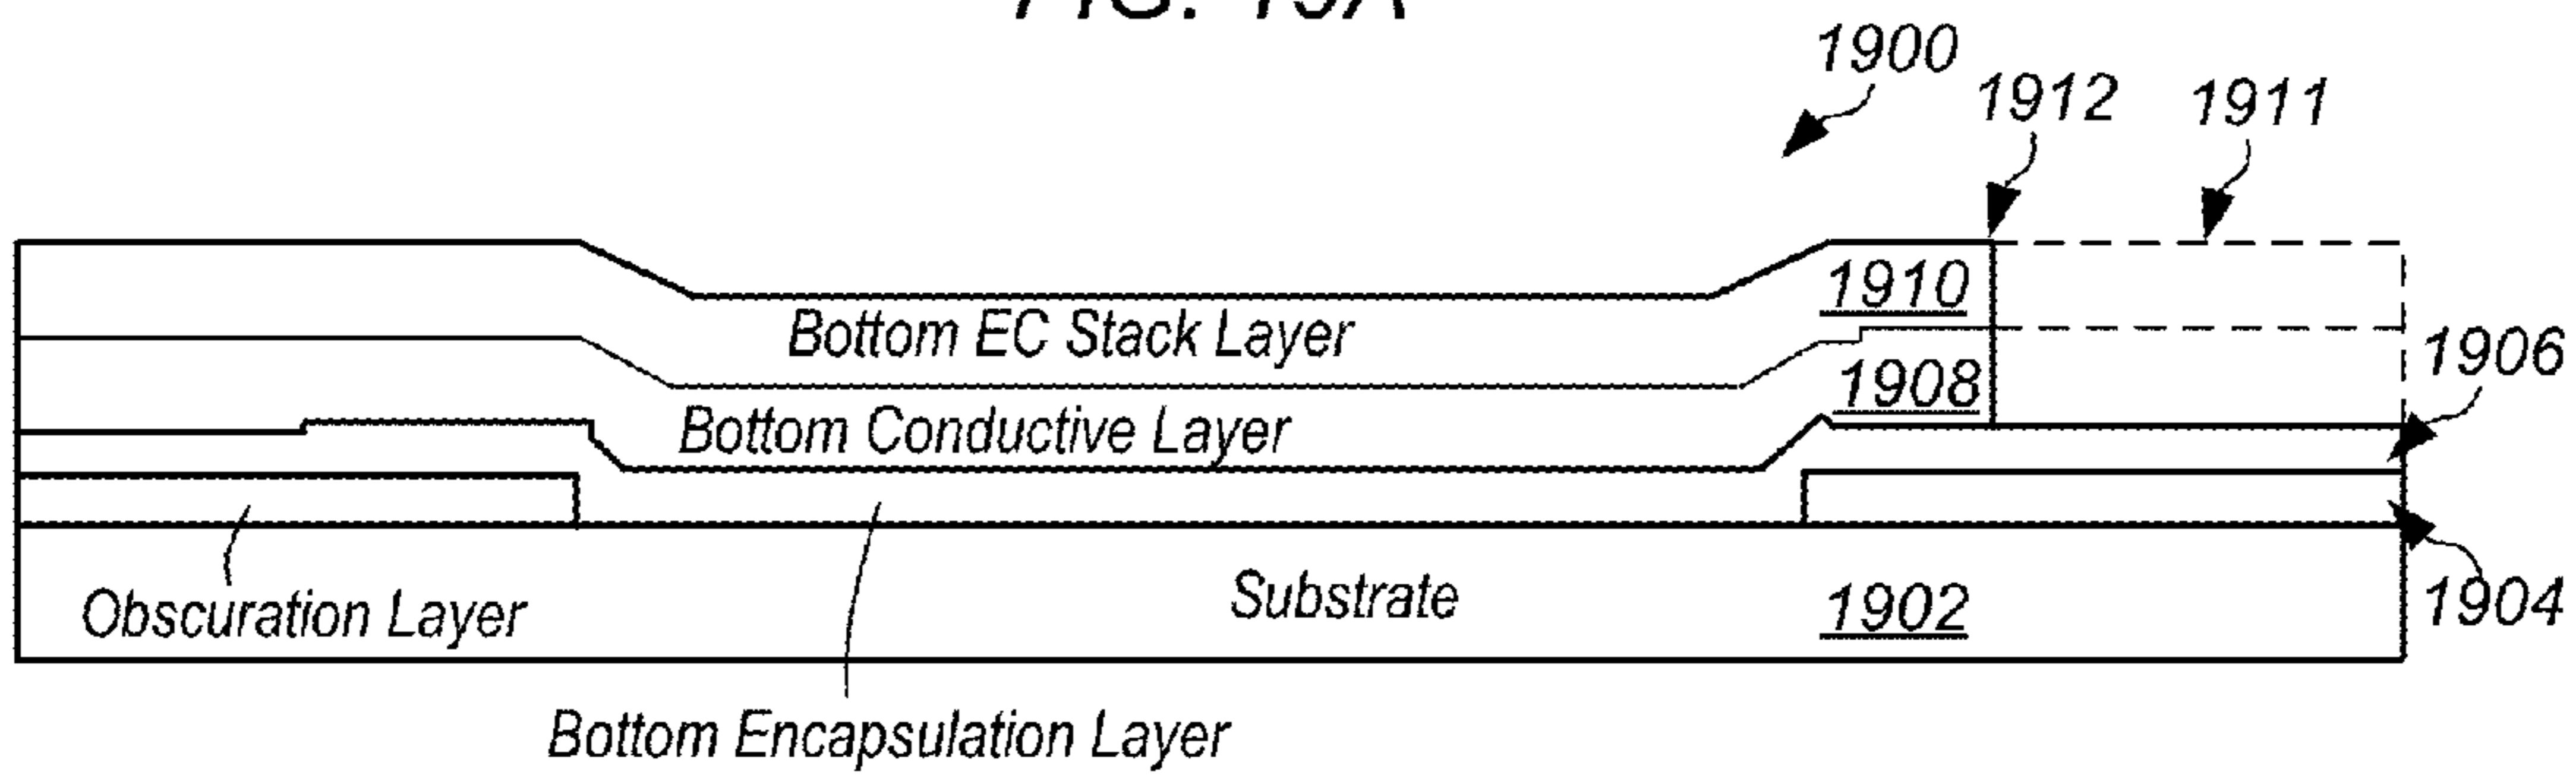 1900
1912 1911
1910
Bottom EC Stack Layer
1906
1908
Bottom Conductive Layer
Substrate
1902
1904
Obscuration Layer
Bottom Encapsulation Layer